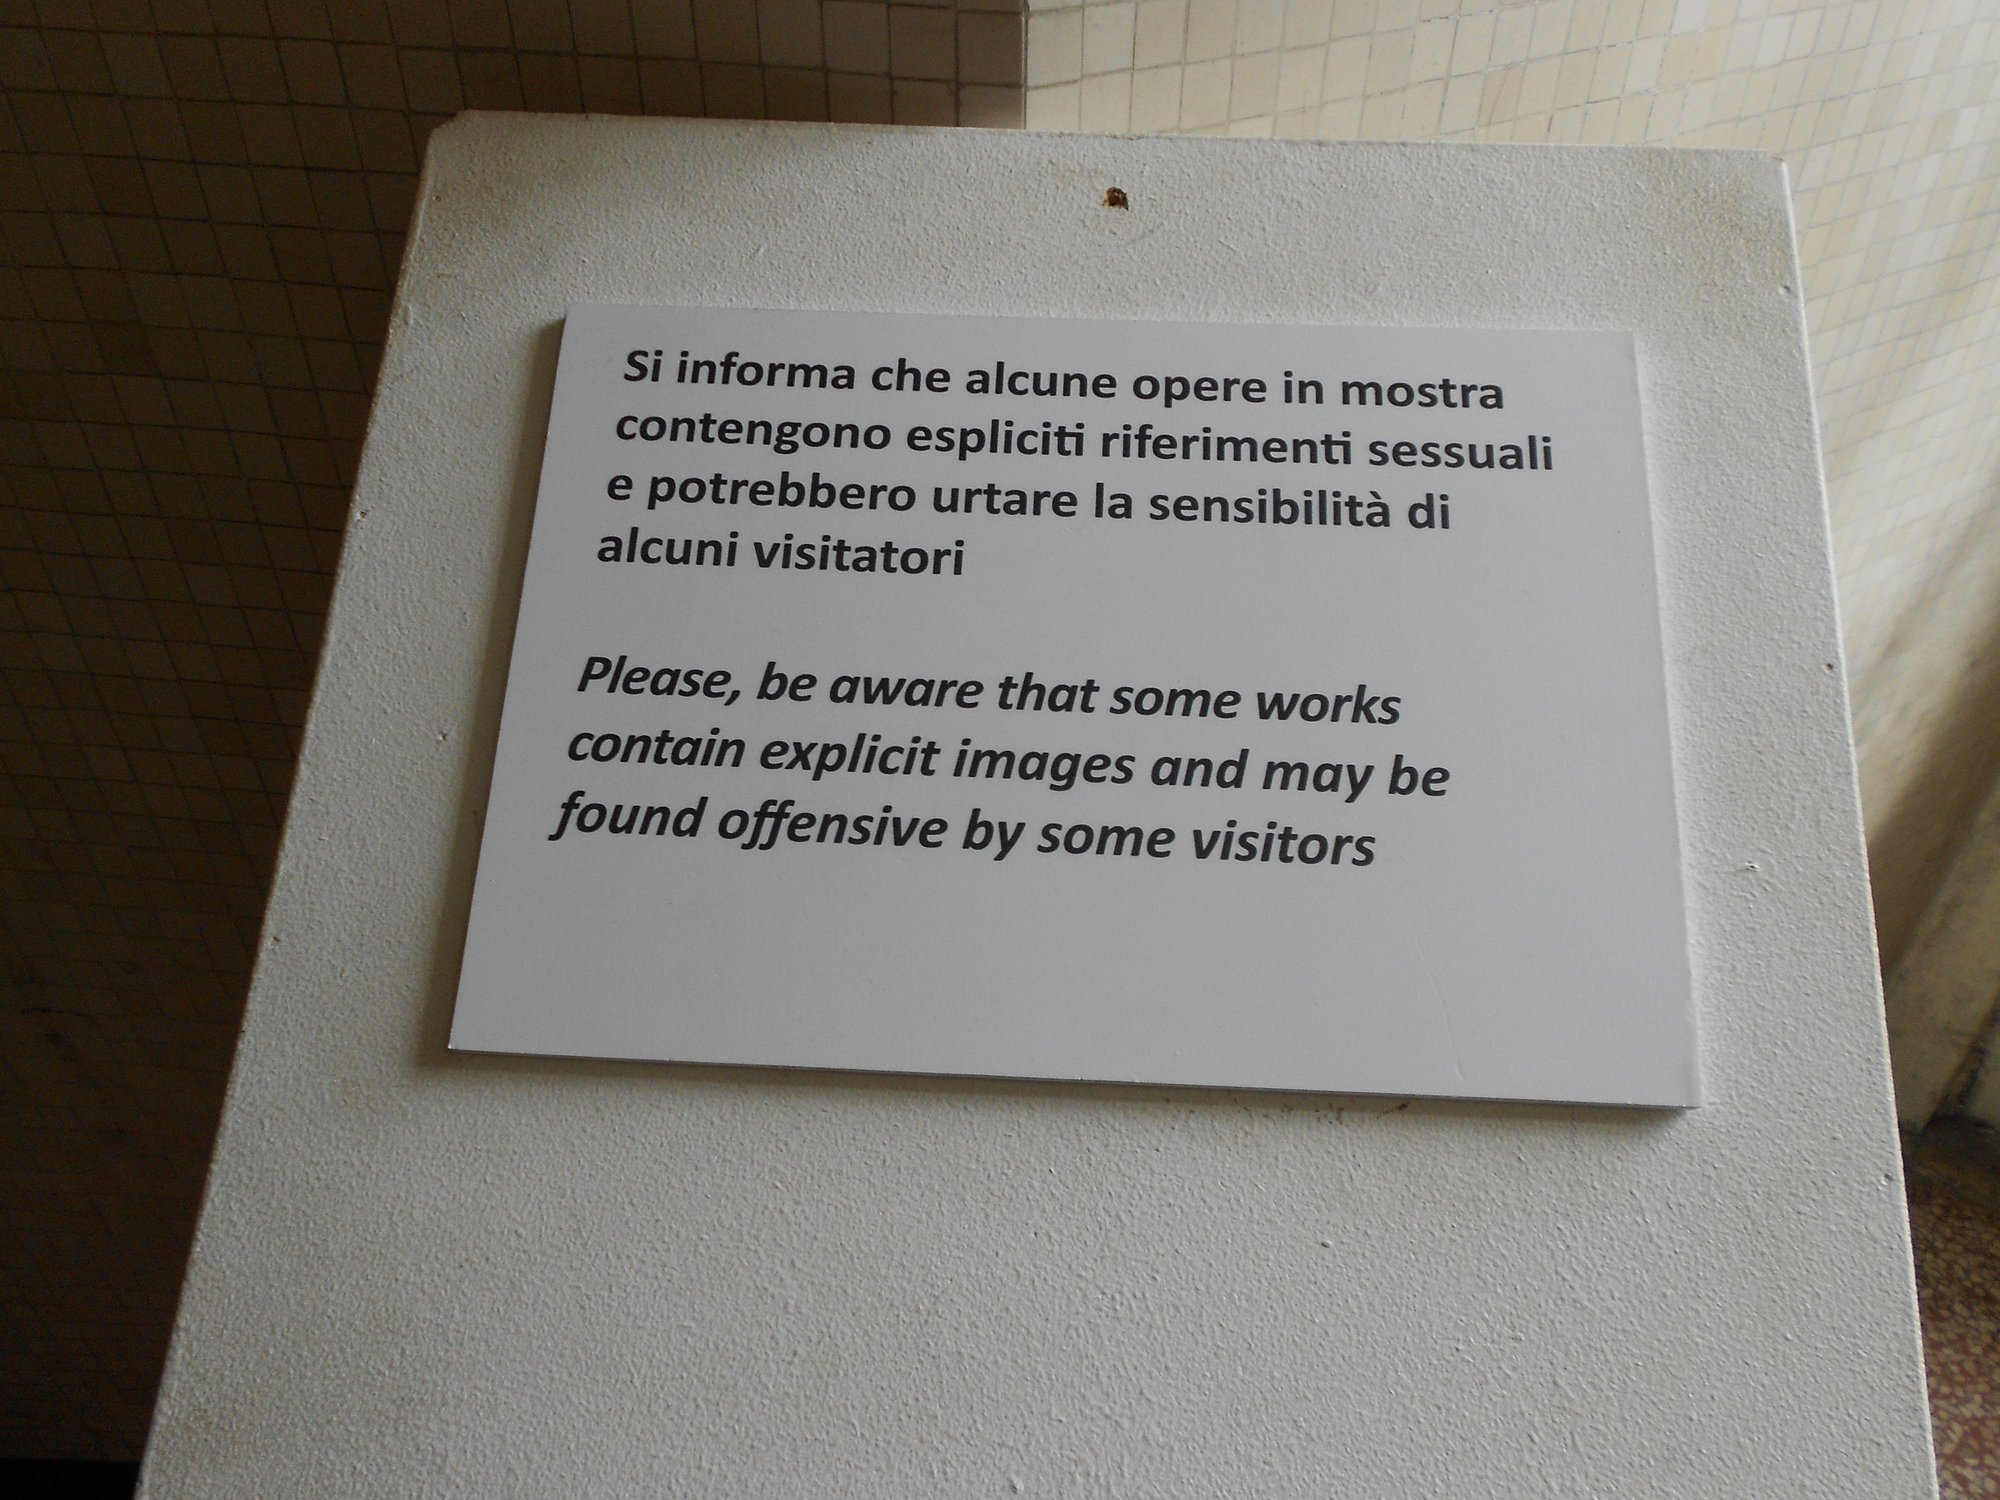 Si informa che alcune opere in mostra
contengono espliciti riferimenti sessuali
e potrebbero urtare la sensibilità di
alcuni visitatori
Please, be aware that some works
contain explicit images and may be
found offensive by some visitors